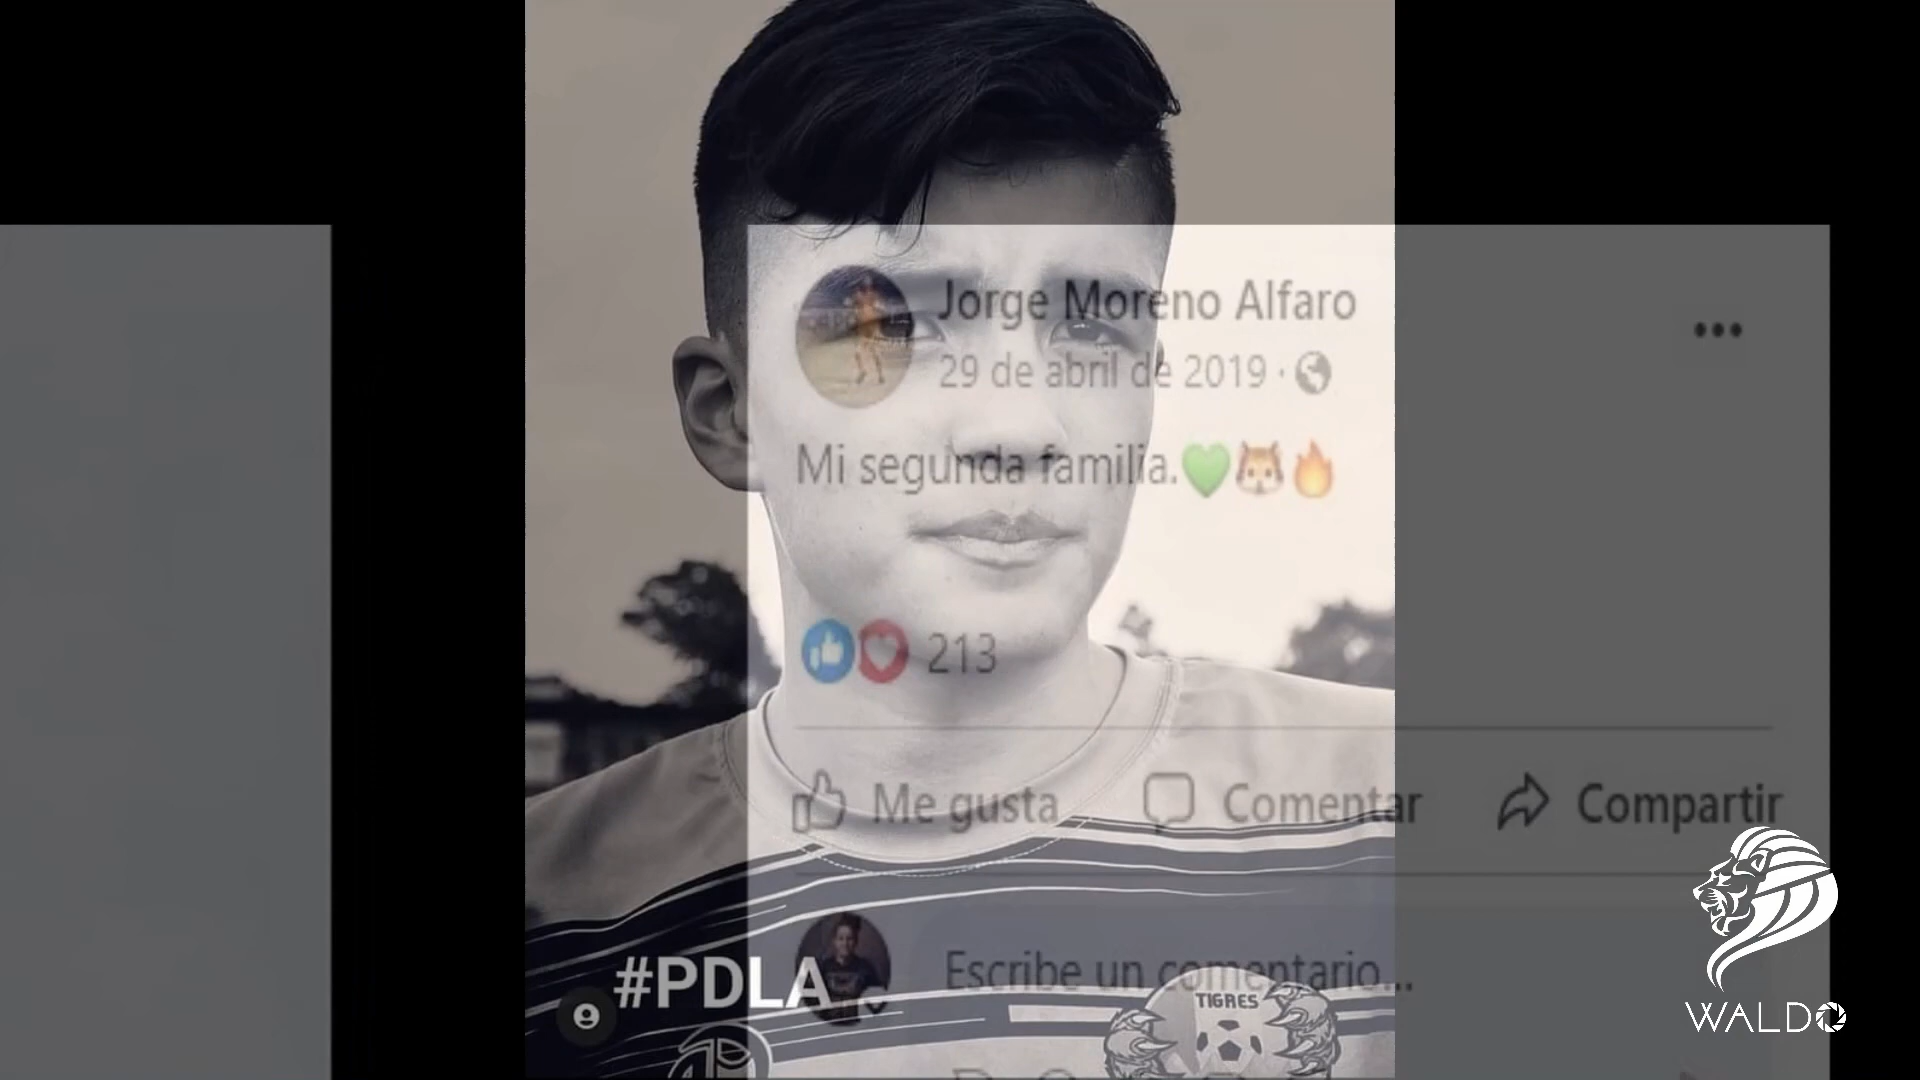 Jorge Moreno Alfaro
29 de abril de 2019 ·
Mi segunda familia.💚🐹🔥
213
Me gusta
Comentar
Compartir
Escribe un comentario...
#PDLA
TIGRES
WALDO